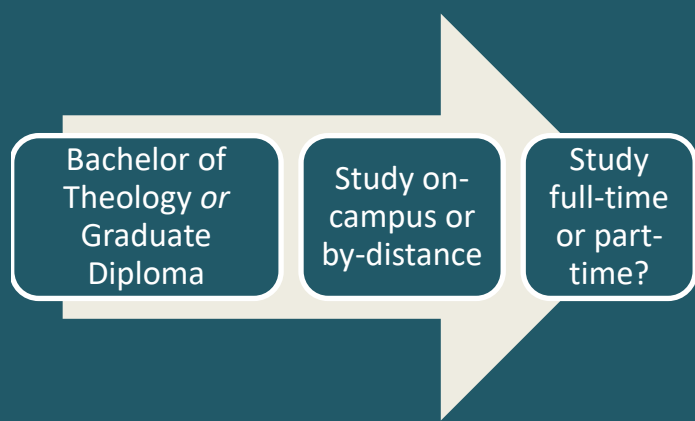 Bachelor of
Theology or
Graduate
Diploma
Study on-
campus or
by-distance
Study
full-time
or part-
time?